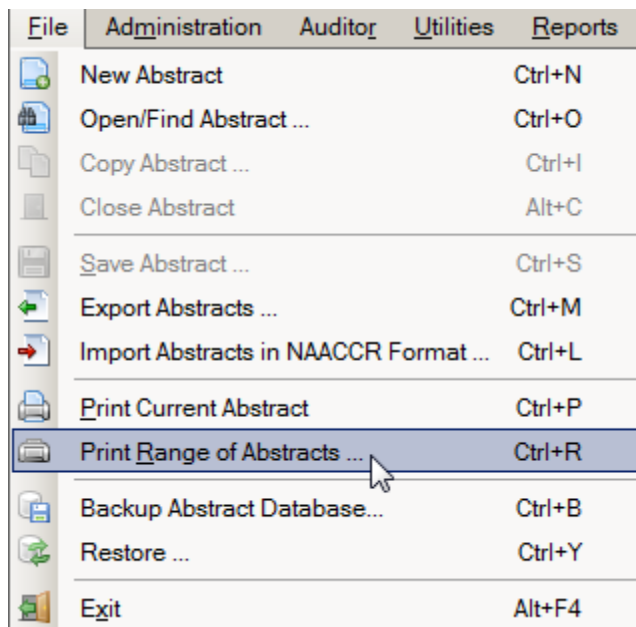 File Administration Auditor Utilities Reports
New Abstract Ctrl+N
Open/Find Abstract ... Ctrl+O
Copy Abstract ... Ctrl+I
Close Abstract Alt+C
Save Abstract ... Ctrl+S
Export Abstracts ... Ctrl+M
Import Abstracts in NAACCR Format ... Ctrl+L
Print Current Abstract Ctrl+P
Print Range of Abstracts ... Ctrl+R
Backup Abstract Database... Ctrl+B
Restore ... Ctrl+Y
Exit Alt+F4